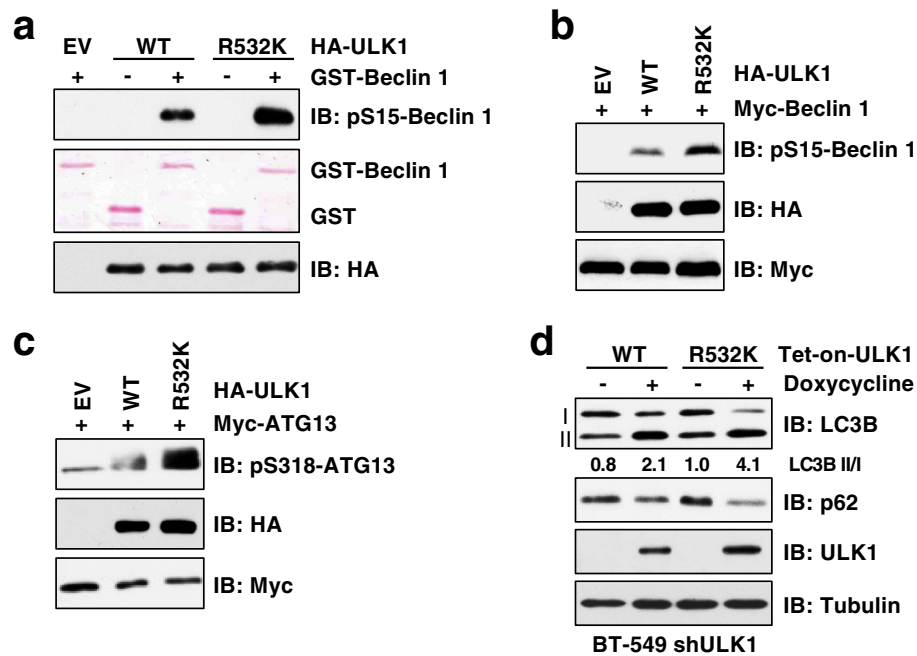 a
EV WT R532K HA-ULK1
+ - + - + GST-Beclin 1
IB: pS15-Beclin 1
GST-Beclin 1
GST
IB: HA
b
EV WT R532K HA-ULK1
+ + + Myc-Beclin 1
IB: pS15-Beclin 1
IB: HA
IB: Myc
c
EV WT R532K HA-ULK1
+ + + Myc-ATG13
IB: pS318-ATG13
IB: HA
IB: Myc
d
WT R532K Tet-on-ULK1
- + - + Doxycycline
I
II
IB: LC3B
0.8 2.1 1.0 4.1 LC3B II/I
IB: p62
IB: ULK1
IB: Tubulin
BT-549 shULK1